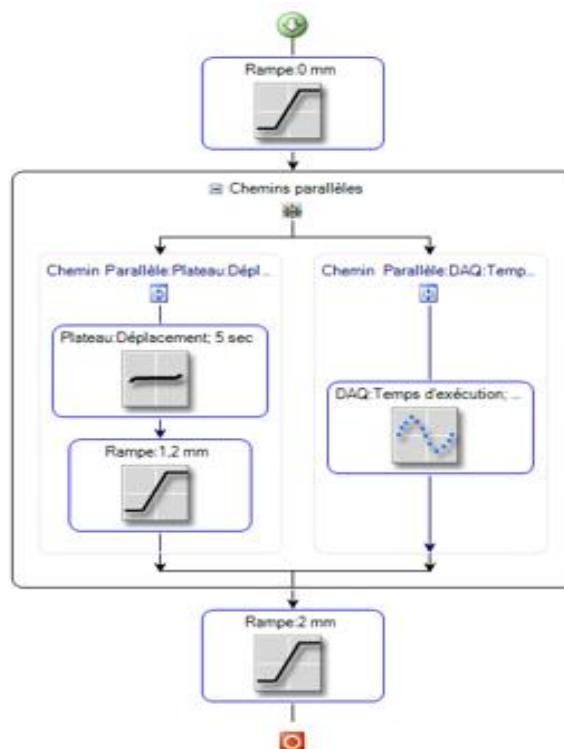 Rampe:0 mm
Chemins parallèles
Chemin Parallèle:Plateau:Dépl...
Chemin Parallèle:DAQ:Temp...
Plateau:Déplacement; 5 sec
DAQ:Temps d'exécution; ...
Rampe:1,2 mm
Rampe:2 mm